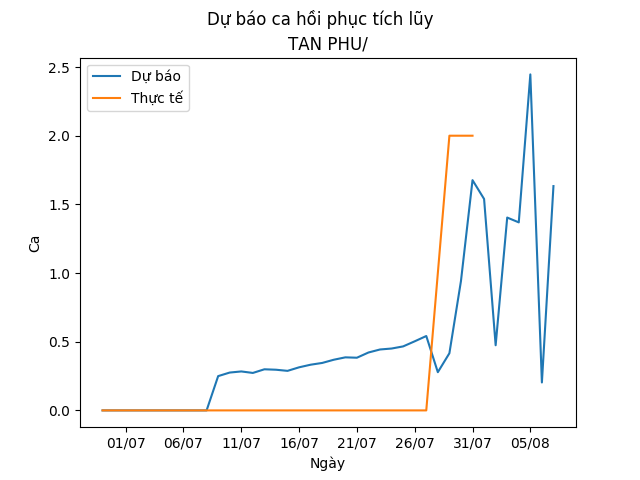 Dự báo ca hồi phục tích lũy
TAN PHU/
Dự báo
Thực tế
2.5
2.0
1.5
1.0
0.5
0.0
Ca
01/07 06/07 11/07 16/07 21/07 26/07 31/07 05/08
Ngày